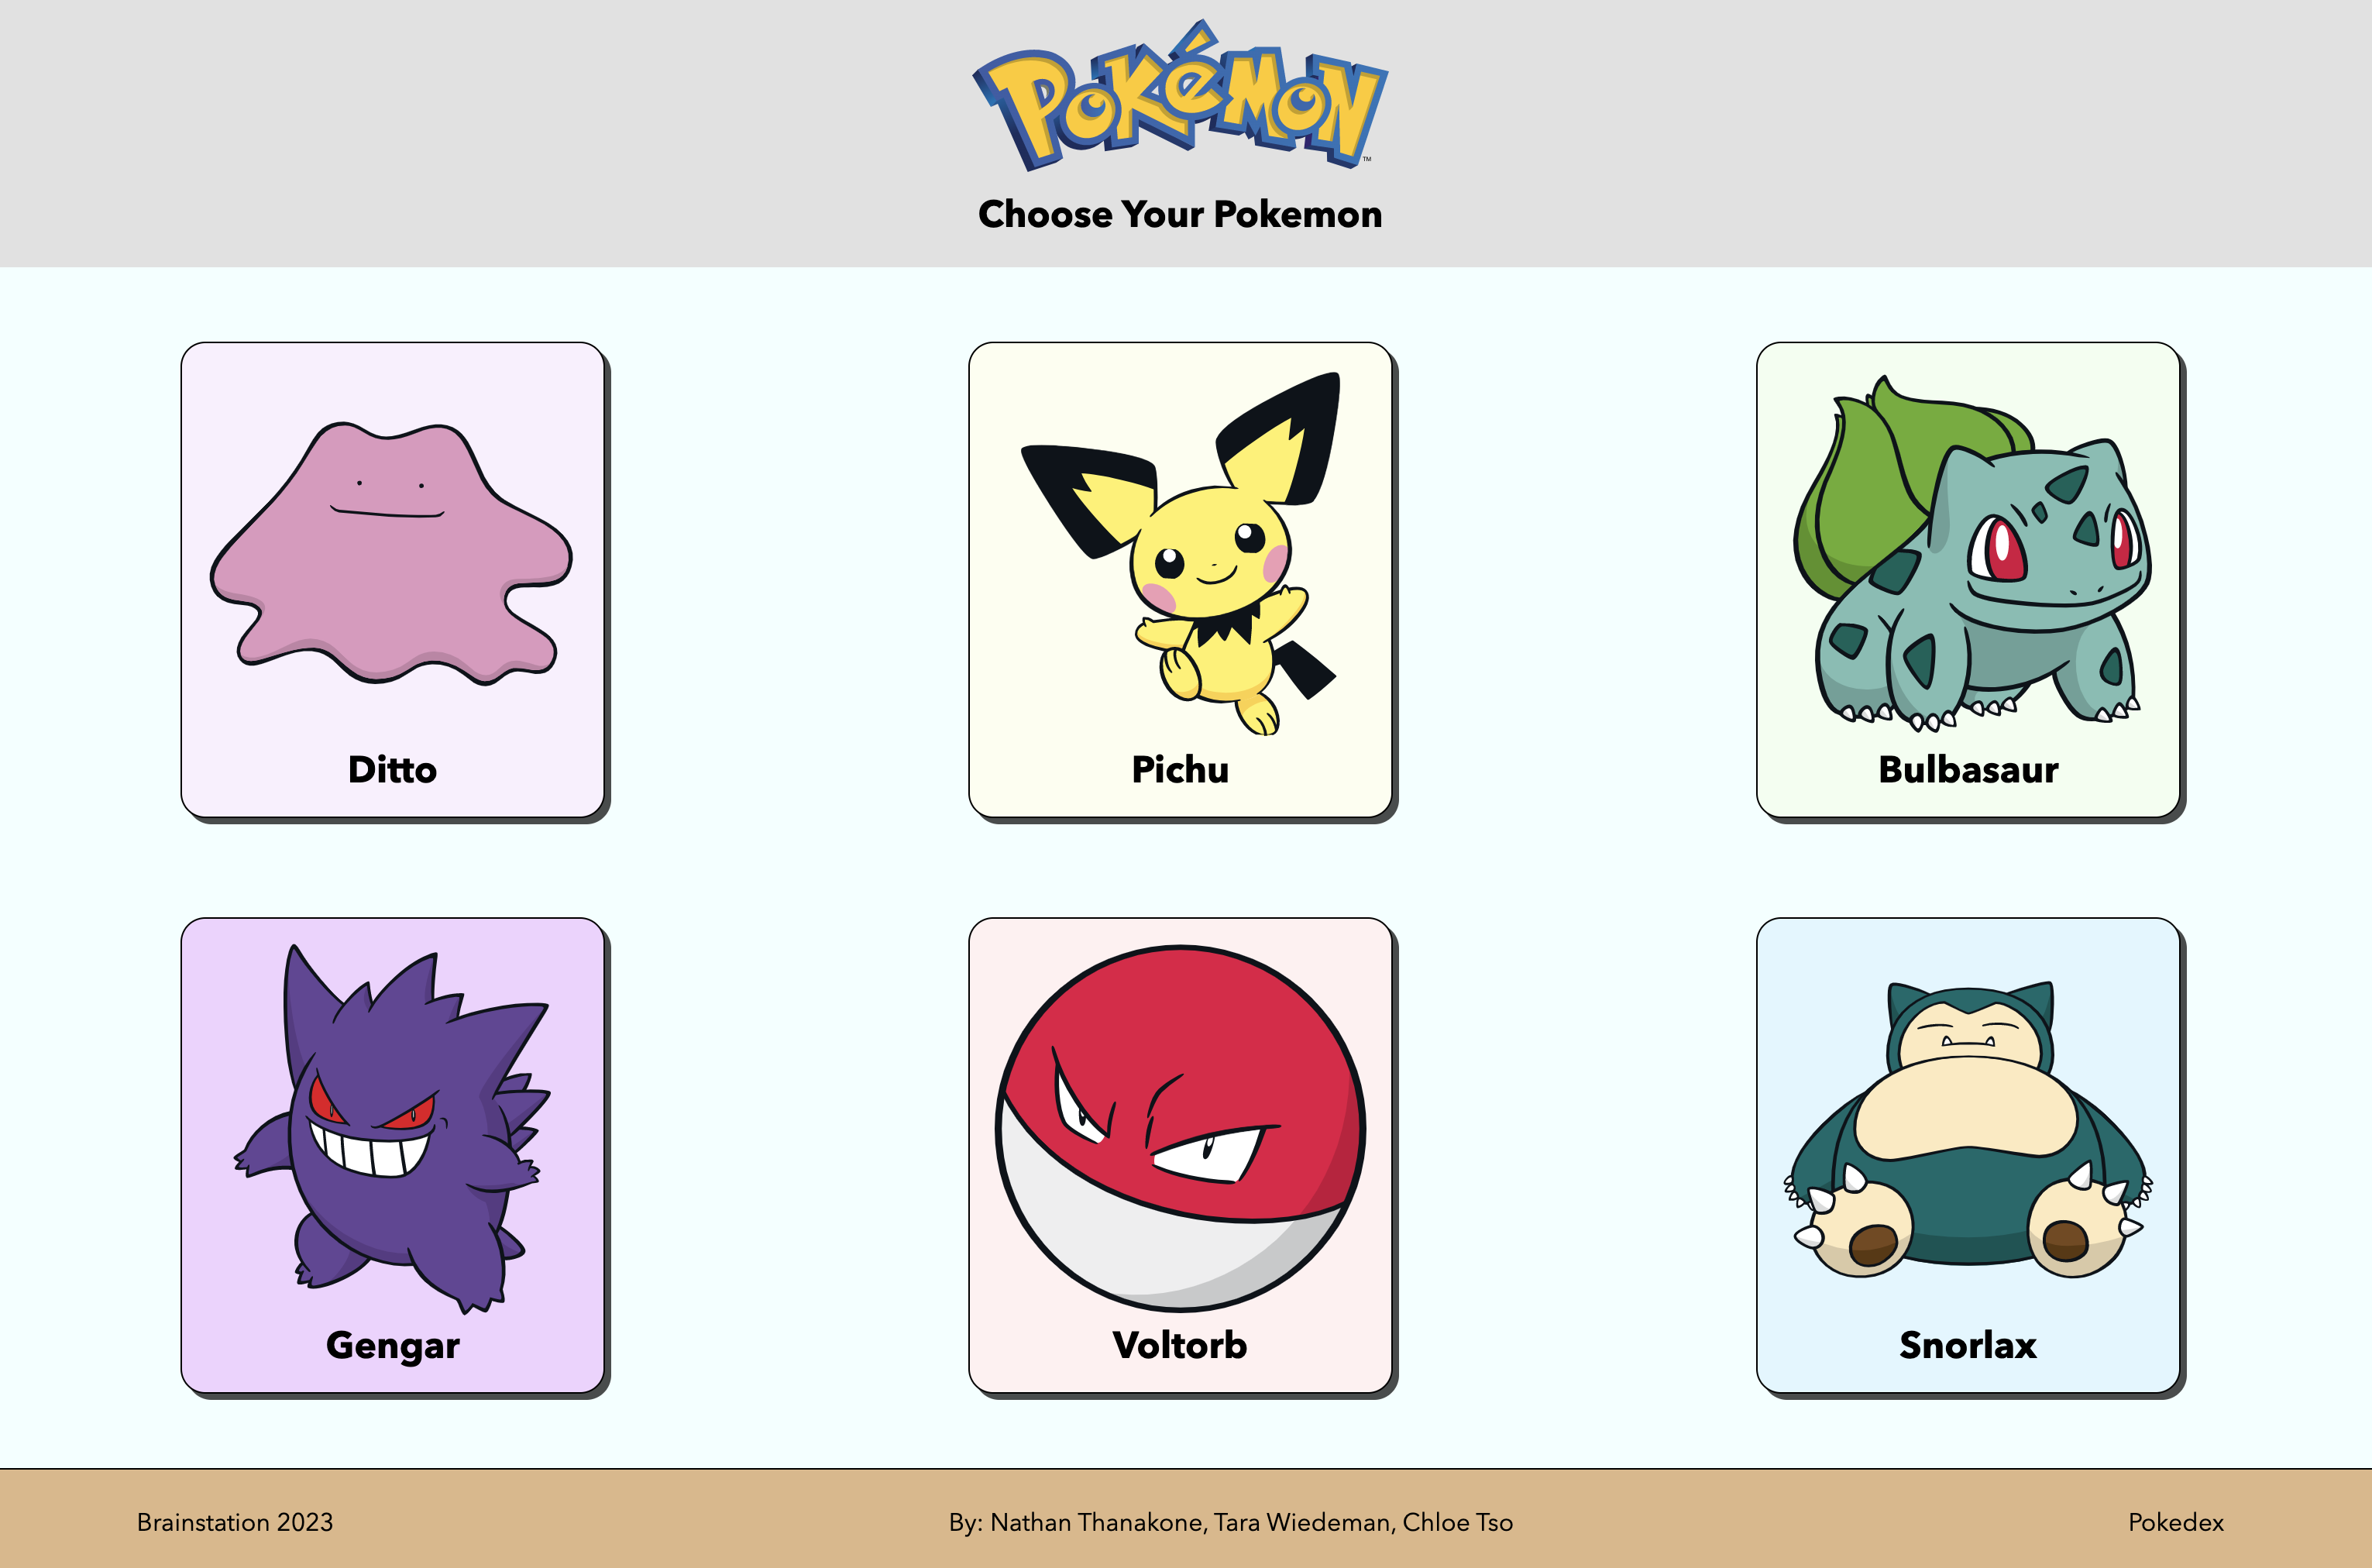 POKéMON
TM
Choose Your Pokemon
Ditto
Pichu
Bulbasaur
Gengar
Voltorb
Snorlax
Brainstation 2023
By: Nathan Thanakone, Tara Wiedeman, Chloe Tso
Pokedex